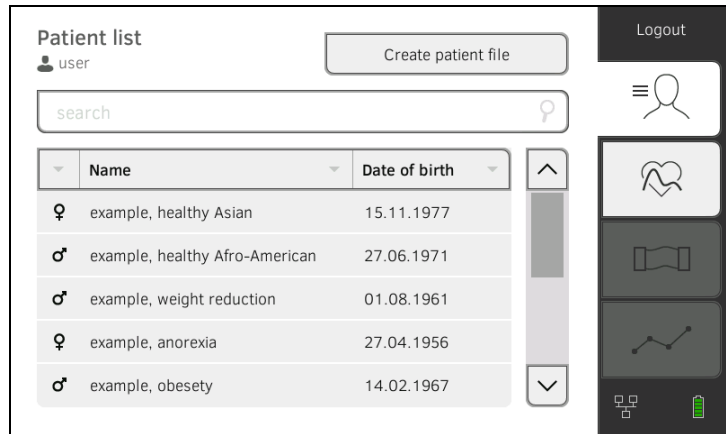 Patient list
user
Create patient file
Logout
search
Name Date of birth
example, healthy Asian 15.11.1977
example, healthy Afro-American 27.06.1971
example, weight reduction 01.08.1961
example, anorexia 27.04.1956
example, obesety 14.02.1967